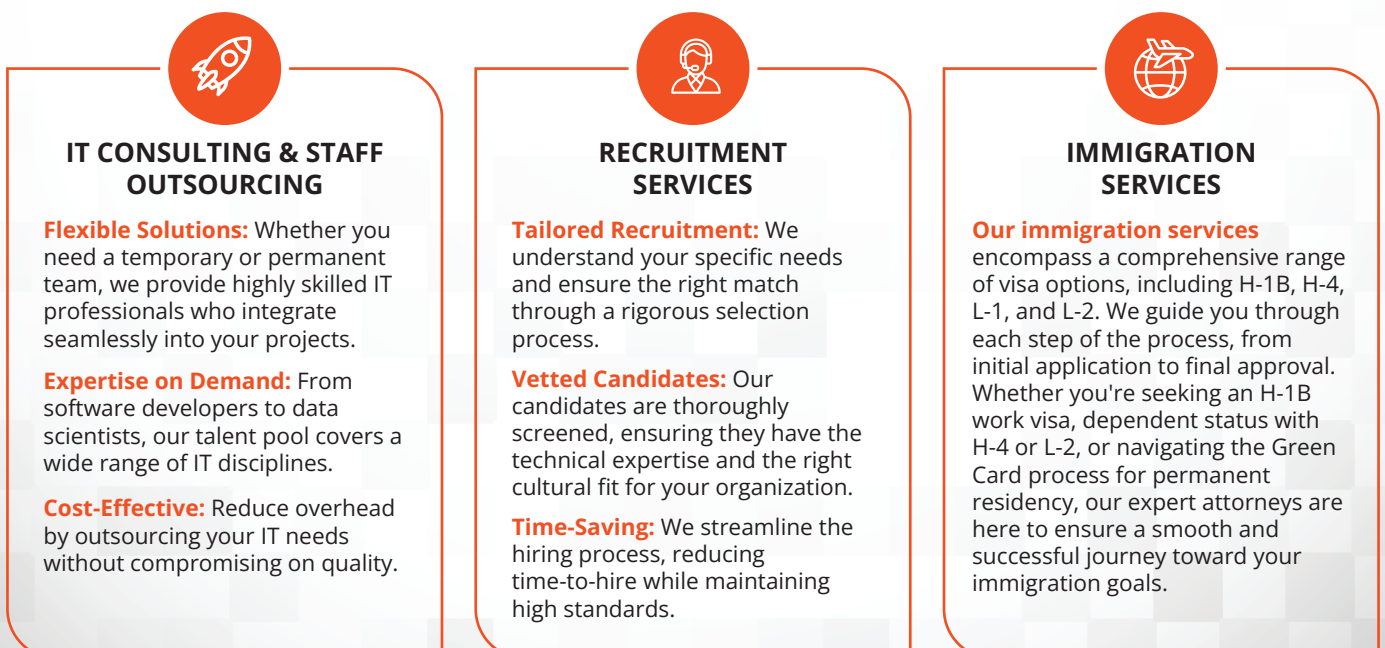 IT CONSULTING & STAFF
OUTSOURCING
Flexible Solutions: Whether you
need a temporary or permanent
team, we provide highly skilled IT
professionals who integrate
seamlessly into your projects.
Expertise on Demand: From
software developers to data
scientists, our talent pool covers a
wide range of IT disciplines.
Cost-Effective: Reduce overhead
by outsourcing your IT needs
without compromising on quality.
RECRUITMENT
SERVICES
Tailored Recruitment: We
understand your specific needs
and ensure the right match
through a rigorous selection
process.
Vetted Candidates: Our
candidates are thoroughly
screened, ensuring they have the
technical expertise and the right
cultural fit for your organization.
Time-Saving: We streamline the
hiring process, reducing
time-to-hire while maintaining
high standards.
IMMIGRATION
SERVICES
Our immigration services
encompass a comprehensive range
of visa options, including H-1B, H-4,
L-1, and L-2. We guide you through
each step of the process, from
initial application to final approval.
Whether you're seeking an H-1B
work visa, dependent status with
H-4 or L-2, or navigating the Green
Card process for permanent
residency, our expert attorneys are
here to ensure a smooth and
successful journey toward your
immigration goals.